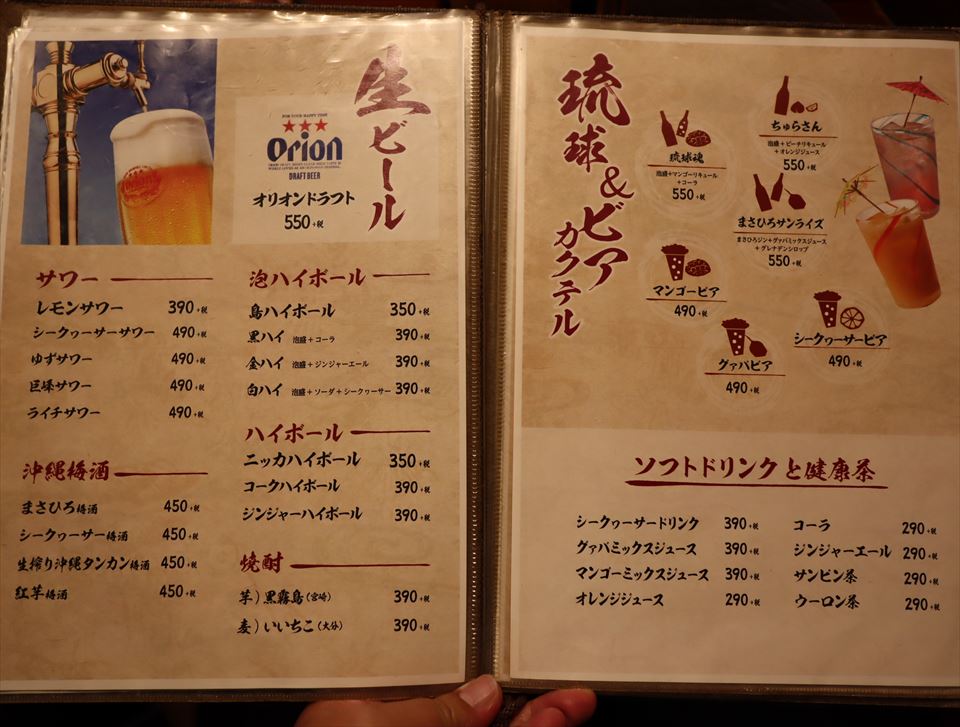 生ビール
FOR YOUR HAPPY TIME
Orion
DRAFT BEER
オリオンドラフト
550+税
サワー
レモンサワー 390+税
シークヮーサーサワー 490+税
ゆずサワー 490+税
巨峰サワー 490+税
ライチサワー 490+税
沖縄梅酒
まさひろ梅酒 450+税
シークヮーサー梅酒 450+税
生搾り沖縄タンカン梅酒 450+税
紅芋梅酒 450+税
泡ハイボール
島ハイボール 350+税
黒ハイ 泡盛+コーラ 390+税
金ハイ 泡盛+ジンジャーエール 390+税
白ハイ 泡盛+ソーダ+シークヮーサー 390+税
ハイボール
ニッカハイボール 350+税
コークハイボール 390+税
ジンジャーハイボール 390+税
焼酎
芋)黒霧島(宮崎) 390+税
麦)いいちこ(大分) 390+税
琉球&ビアカクテル
琉球魂
泡盛+マンゴーリキュール
+コーラ
550+税
ちゅらさん
泡盛+ピーチリキュール
+オレンジジュース
550+税
まさひろサンライズ
まさひろジン+グァバミックスジュース
+グレナデンシロップ
550+税
マンゴービア
490+税
グァバビア
490+税
シークヮーサービア
490+税
ソフトドリンクと健康茶
シークヮーサードリンク 390+税
グァバミックスジュース 390+税
マンゴーミックスジュース 390+税
オレンジジュース 290+税
コーラ 290+税
ジンジャーエール 290+税
サンピン茶 290+税
ウーロン茶 290+税